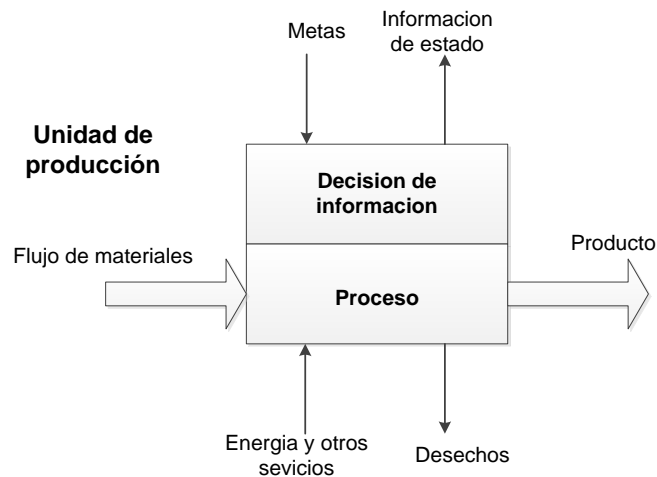 Metas
Informacion
de estado
Unidad de
producción
Decision de
informacion
Flujo de materiales
Producto
Proceso
Energia y otros
sevicios
Desechos